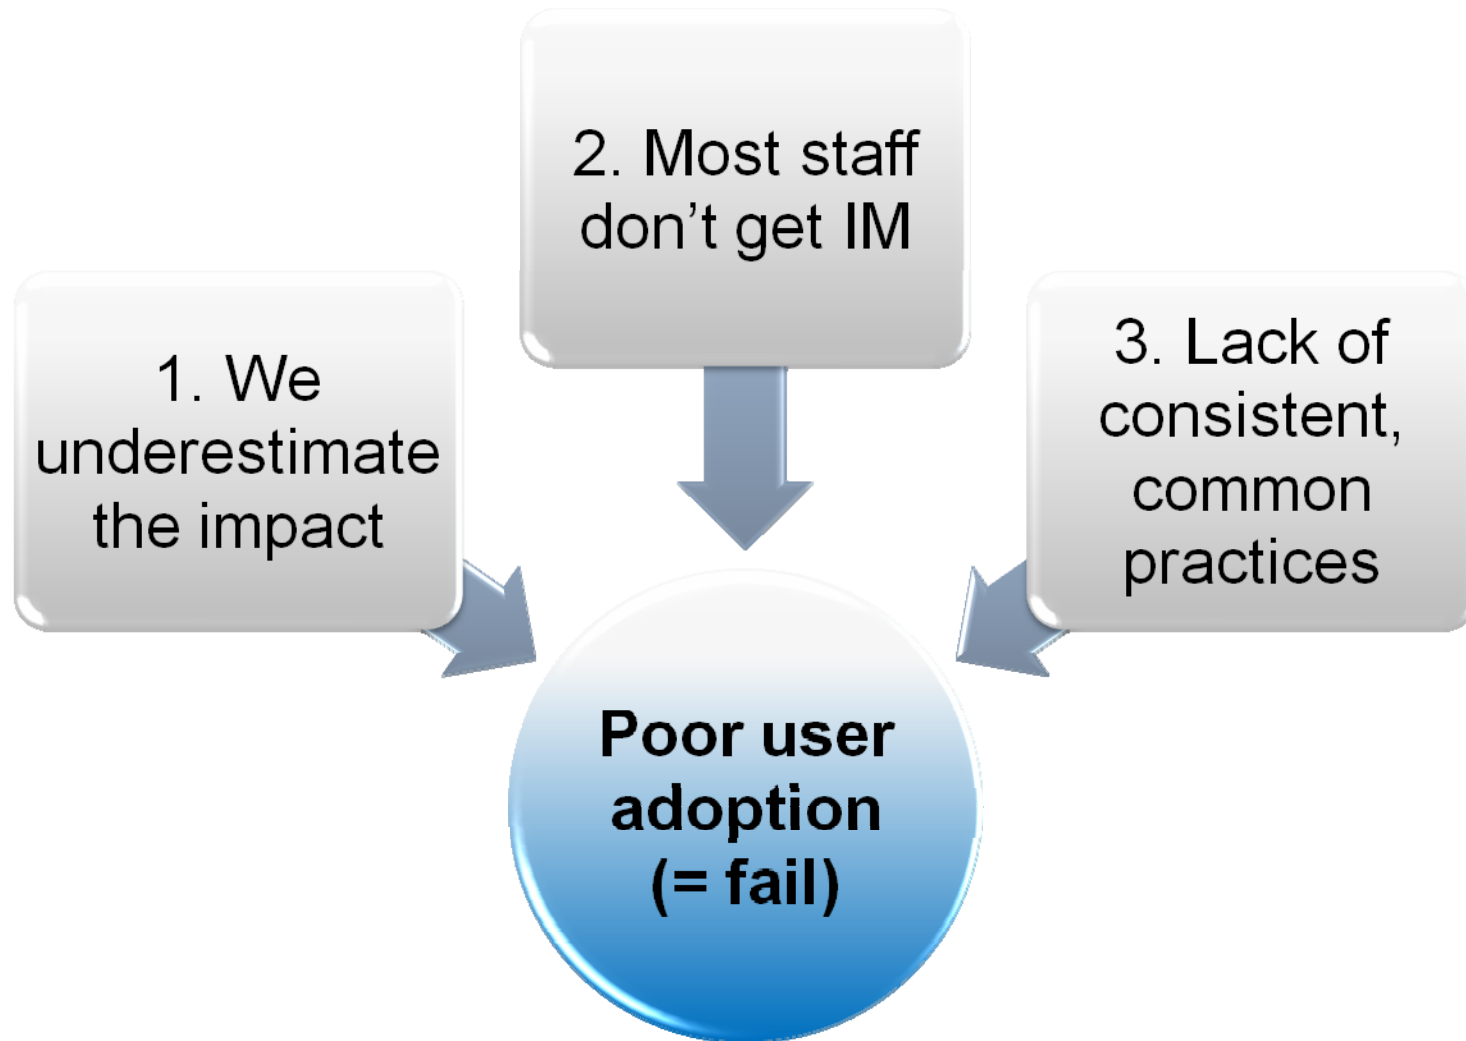 1. We
underestimate
the impact
2. Most staff
don’t get IM
3. Lack of
consistent,
common
practices
Poor user
adoption
(= fail)